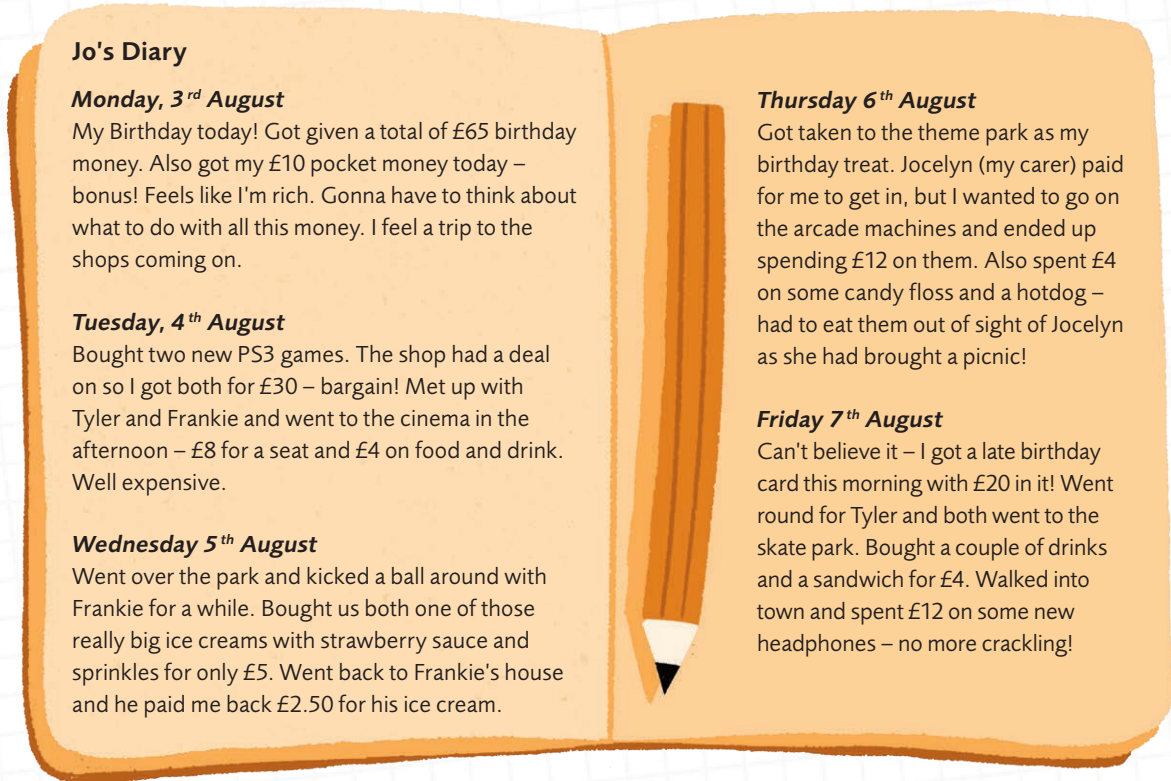 Jo's Diary
Monday, 3rd August
My Birthday today! Got given a total of £65 birthday
money. Also got my £10 pocket money today –
bonus! Feels like I'm rich. Gonna have to think about
what to do with all this money. I feel a trip to the
shops coming on.
Tuesday, 4th August
Bought two new PS3 games. The shop had a deal
on so I got both for £30 – bargain! Met up with
Tyler and Frankie and went to the cinema in the
afternoon – £8 for a seat and £4 on food and drink.
Well expensive.
Wednesday 5th August
Went over the park and kicked a ball around with
Frankie for a while. Bought us both one of those
really big ice creams with strawberry sauce and
sprinkles for only £5. Went back to Frankie's house
and he paid me back £2.50 for his ice cream.
Thursday 6th August
Got taken to the theme park as my
birthday treat. Jocelyn (my carer) paid
for me to get in, but I wanted to go on
the arcade machines and ended up
spending £12 on them. Also spent £4
on some candy floss and a hotdog –
had to eat them out of sight of Jocelyn
as she had brought a picnic!
Friday 7th August
Can't believe it – I got a late birthday
card this morning with £20 in it! Went
round for Tyler and both went to the
skate park. Bought a couple of drinks
and a sandwich for £4. Walked into
town and spent £12 on some new
headphones – no more crackling!